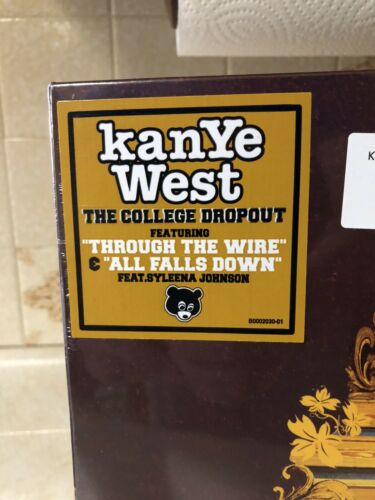 kanye
West
THE COLLEGE DROPOUT
FEATURING
"THROUGH THE WIRE"
& "ALL FALLS DOWN"
FEAT.SYLEENA JOHNSON
B0002030-01
K